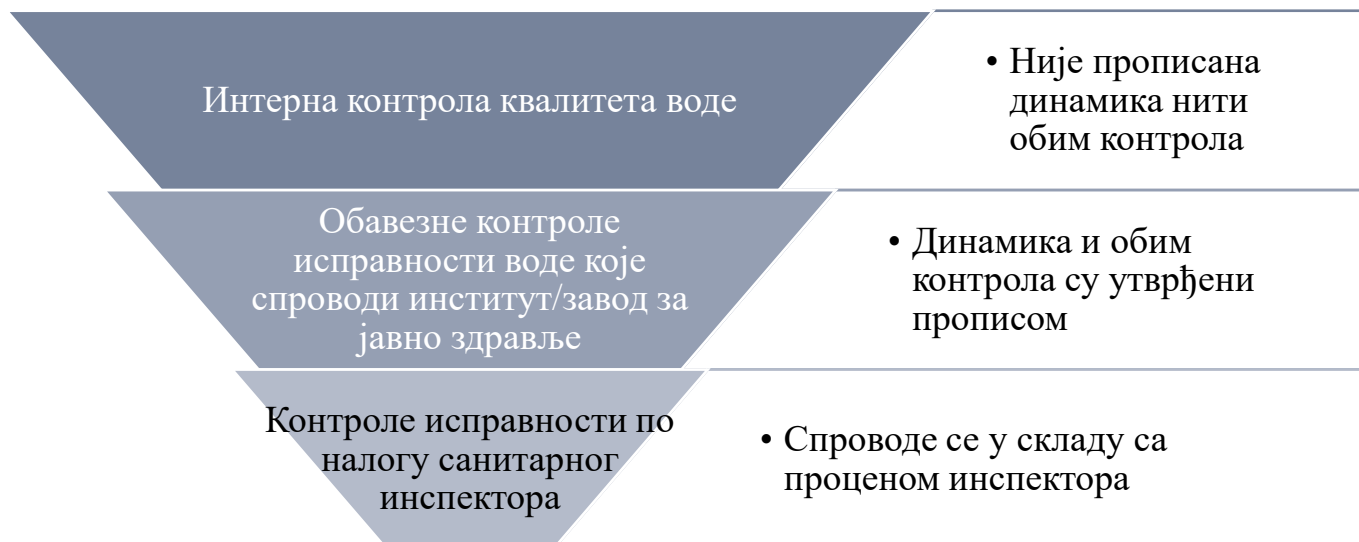 Интерна контрола квалитета воде
• Није прописана
динамика нити
обим контрола
Обавезне контроле
исправности воде које
спроводи институт/завод за
јавно здравље
• Динамика и обим
контрола су утврђени
прописом
Контроле исправности по
налогу санитарног
инспектора
• Спроводе се у складу са
проценом инспектора